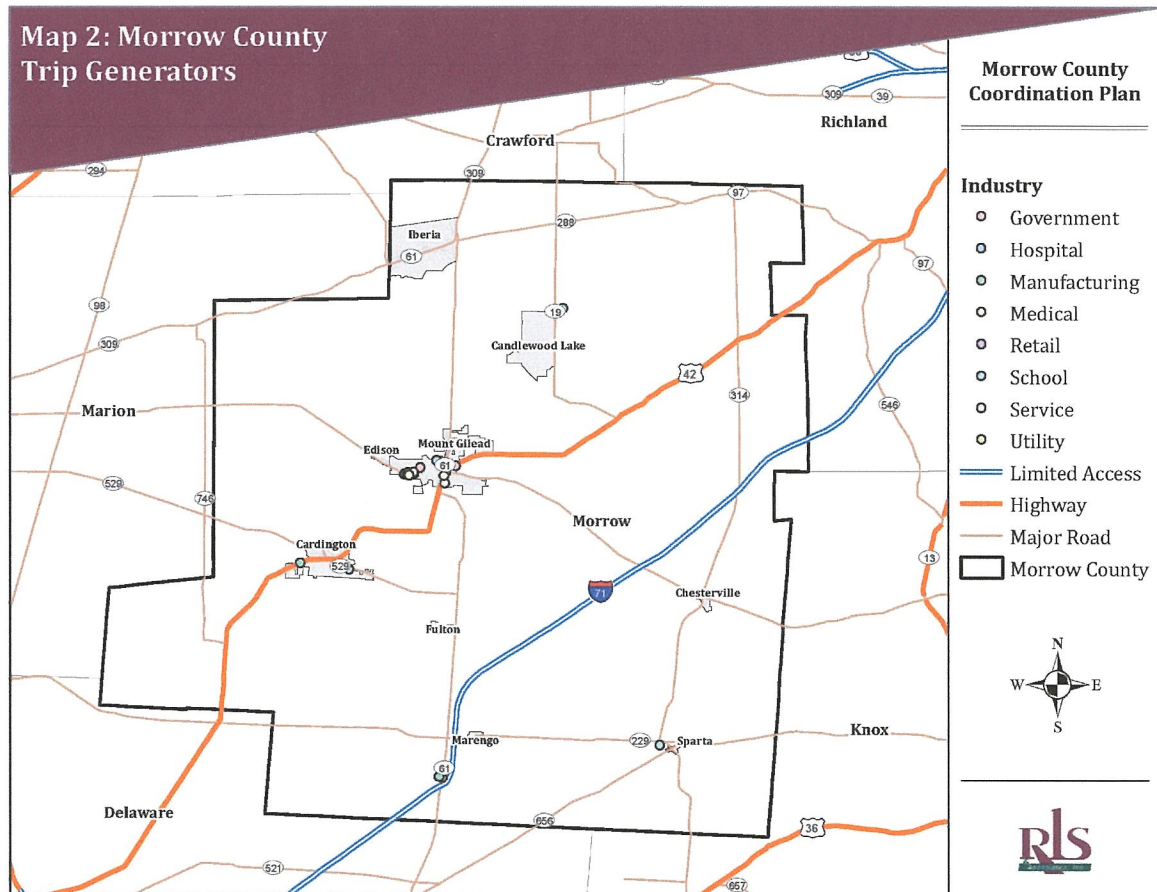 Map 2: Morrow County
Trip Generators
Morrow County
Coordination Plan
Industry
Government
Hospital
Manufacturing
Medical
Retail
School
Service
Utility
Limited Access
Highway
Major Road
Morrow County
N
W
E
S
RLS
30
309
39
Richland
Crawford
294
309
97
288
Iberia
61
97
98
19
309
Candlewood Lake
42
314
546
Marion
Edison
Mount Gilead
61
529
746
Morrow
Cardington
529
13
71
Chesterville
Fulton
Knox
Marengo
229
Sparta
61
Delaware
656
36
521
657